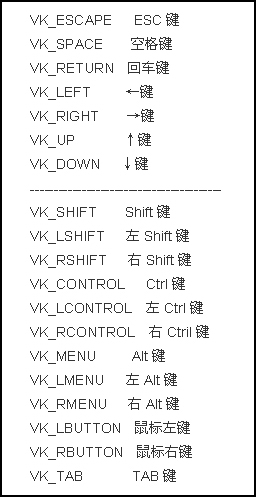 VK_ESCAPE ESC 键
VK_SPACE 空格键
VK_RETURN 回车键
VK_LEFT ←键
VK_RIGHT →键
VK_UP ↑键
VK_DOWN ↓键
----------------------------------------
VK_SHIFT Shift 键
VK_LSHIFT 左 Shift 键
VK_RSHIFT 右 Shift 键
VK_CONTROL Ctrl 键
VK_LCONTROL 左 Ctrl 键
VK_RCONTROL 右 Ctril 键
VK_MENU Alt 键
VK_LMENU 左 Alt 键
VK_RMENU 右 Alt 键
VK_LBUTTON 鼠标左键
VK_RBUTTON 鼠标右键
VK_TAB TAB 键